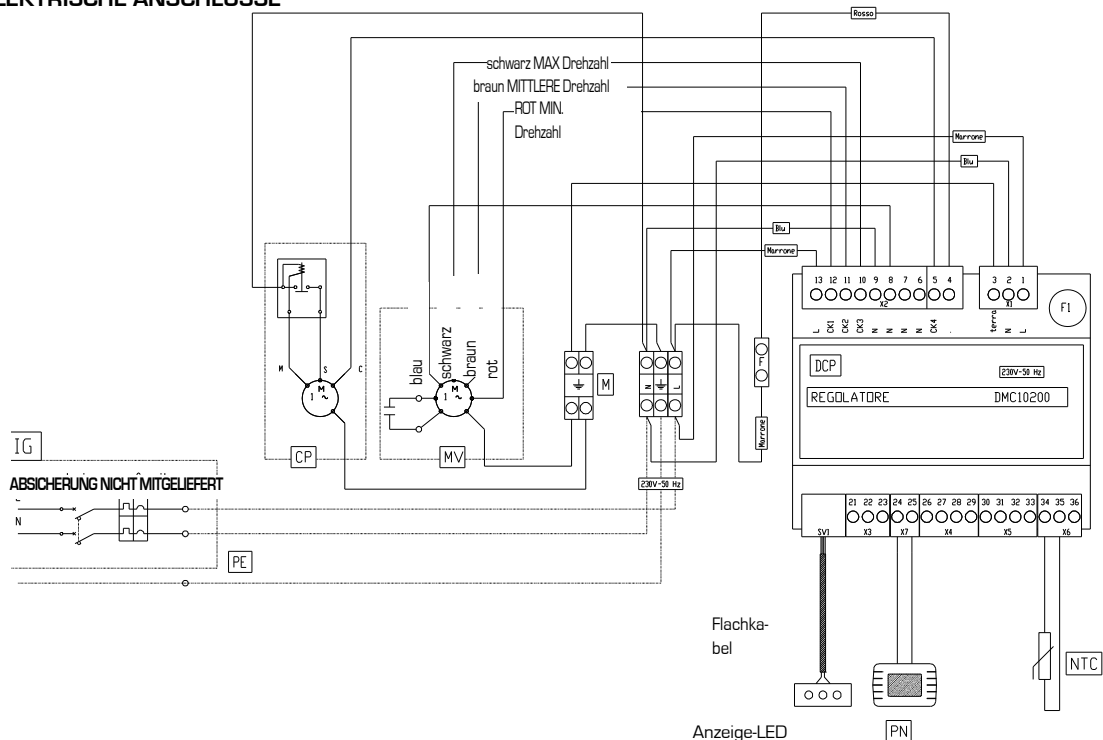 ELEKTRISCHE ANSCHLÜSSE
Rosso
schwarz MAX Drehzahl
braun MITTLERE Drehzahl
ROT MIN.
Drehzahl
Marrone
Blu
Blu
Marrone
13 12 11 10 9 8 7 6 5 4
X2
3 2 1
X1
F1
L CK1 CK2 CK3 N N N N CK4 .
terra N L
M S C
M
1 ~
CP
blau
schwarz
braun
rot
M
1 ~
MV
M
N
L
F
Marrone
230V-50 Hz
DCP
230V-50 Hz
REGOLATORE DMC10200
IG
ABSICHERUNG NICHT MITGELIEFERT
N
PE
21 22 23 24 25 26 27 28 29 30 31 32 33 34 35 36
SV1 X3 X7 X4 X5 X6
Flachka-
bel
NTC
Anzeige-LED
PN